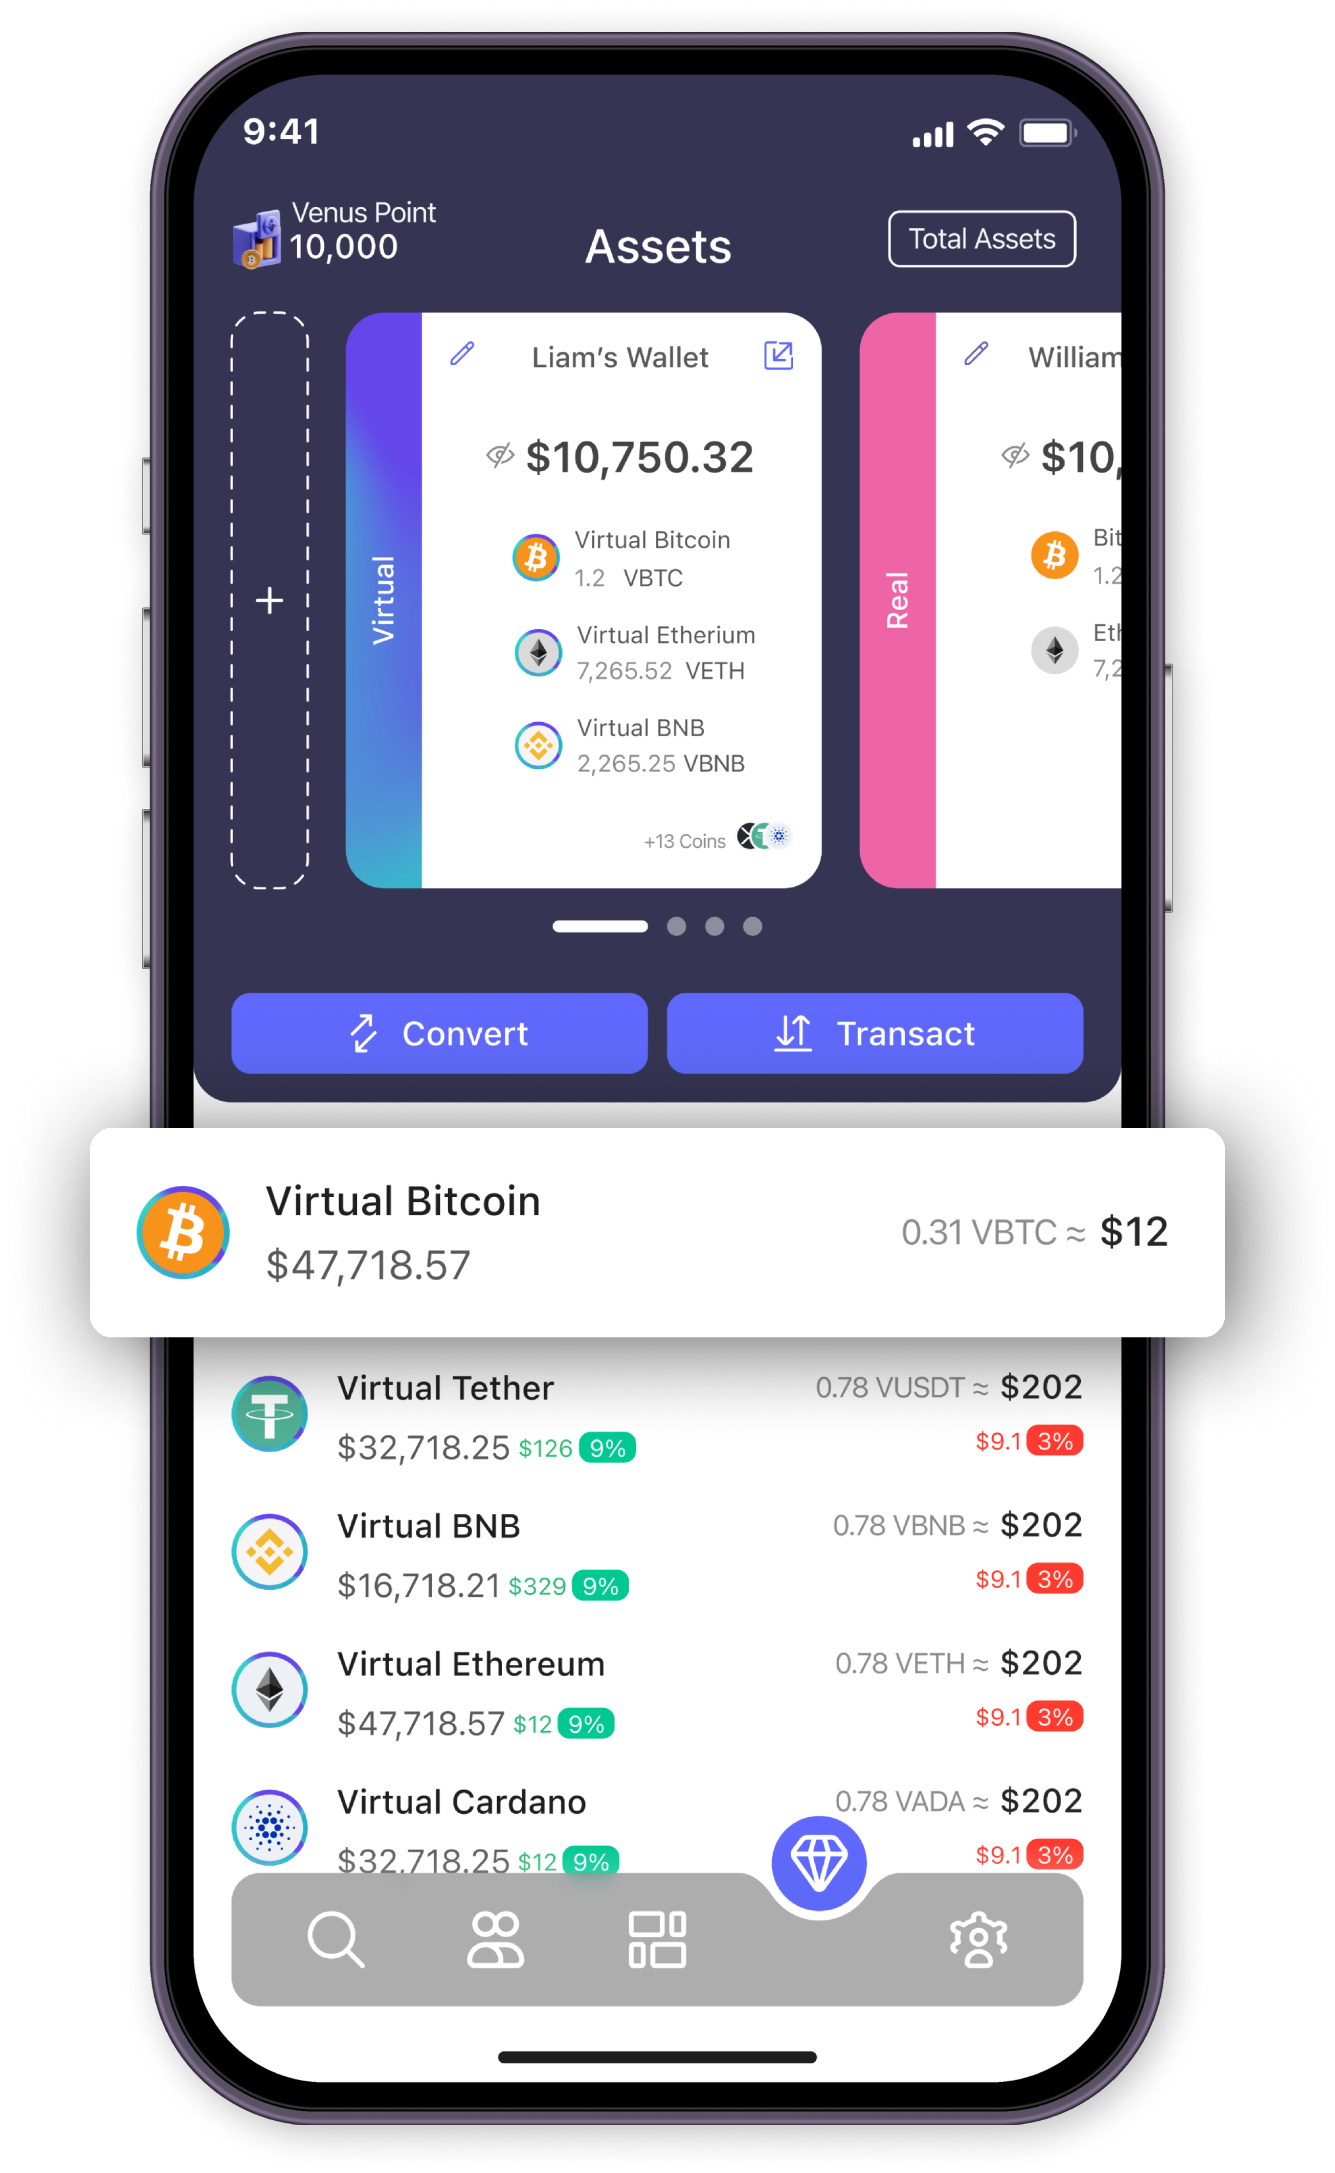 9:41
Venus Point
10,000
Assets
Total Assets
+
Virtual
Liam's Wallet
$10,750.32
Virtual Bitcoin
1.2 VBTC
Virtual Etherium
7,265.52 VETH
Virtual BNB
2,265.25 VBNB
+13 Coins
Real
William
$10,
Bit
1.2
Eth
7,2
Convert
Transact
Virtual Bitcoin
$47,718.57
0.31 VBTC ≈ $12
Virtual Tether
0.78 VUSDT ≈ $202
$32,718.25 $126 9%
$9.1 3%
Virtual BNB
0.78 VBNB ≈ $202
$16,718.21 $329 9%
$9.1 3%
Virtual Ethereum
0.78 VETH ≈ $202
$47,718.57 $12 9%
$9.1 3%
Virtual Cardano
0.78 VADA ≈ $202
$32,718.25 $12 9%
$9.1 3%